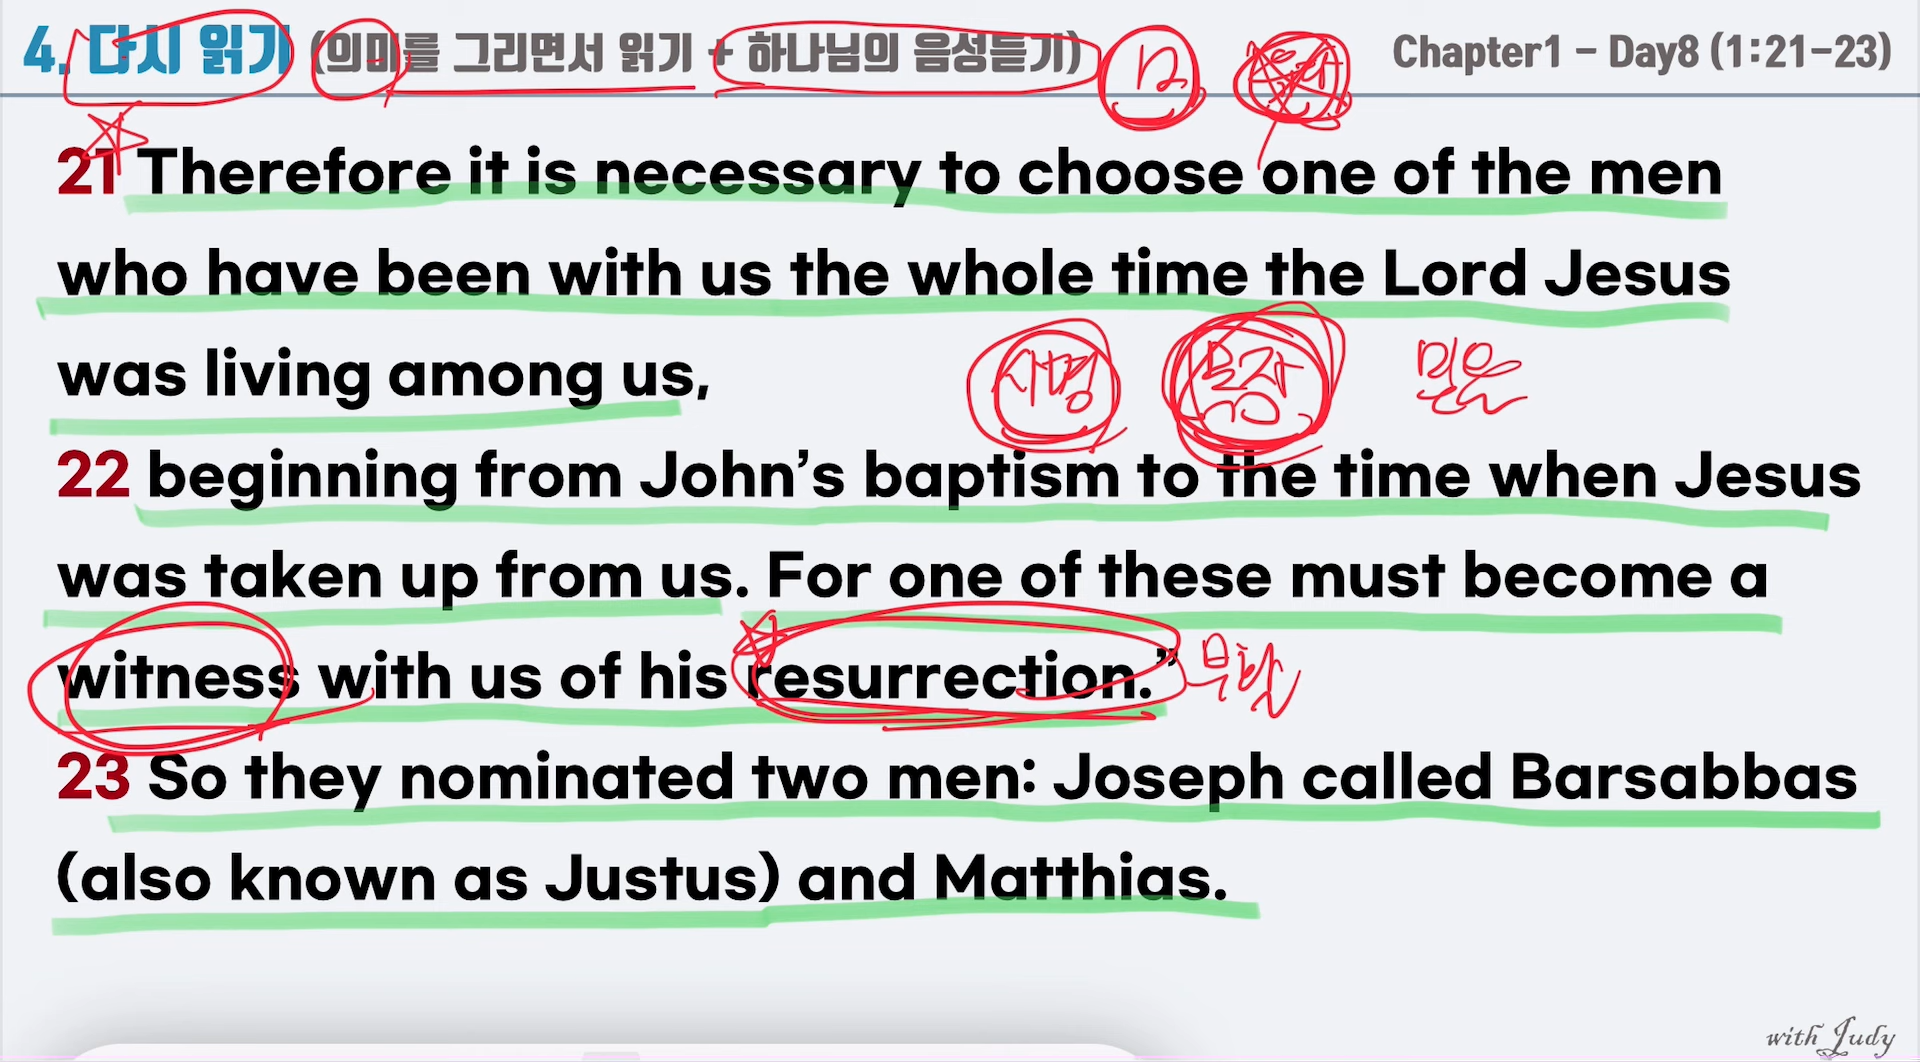 4. 다시 읽기 (의미를 그리면서 읽기 + 하나님의 음성듣기) 12 Chapter1 - Day8 (1:21-23)
21 Therefore it is necessary to choose one of the men
who have been with us the whole time the Lord Jesus
was living among us,
사명 믿음
22 beginning from John’s baptism to the time when Jesus
was taken up from us. For one of these must become a
witness with us of his resurrection.” 부활
23 So they nominated two men: Joseph called Barsabbas
(also known as Justus) and Matthias.
with Judy